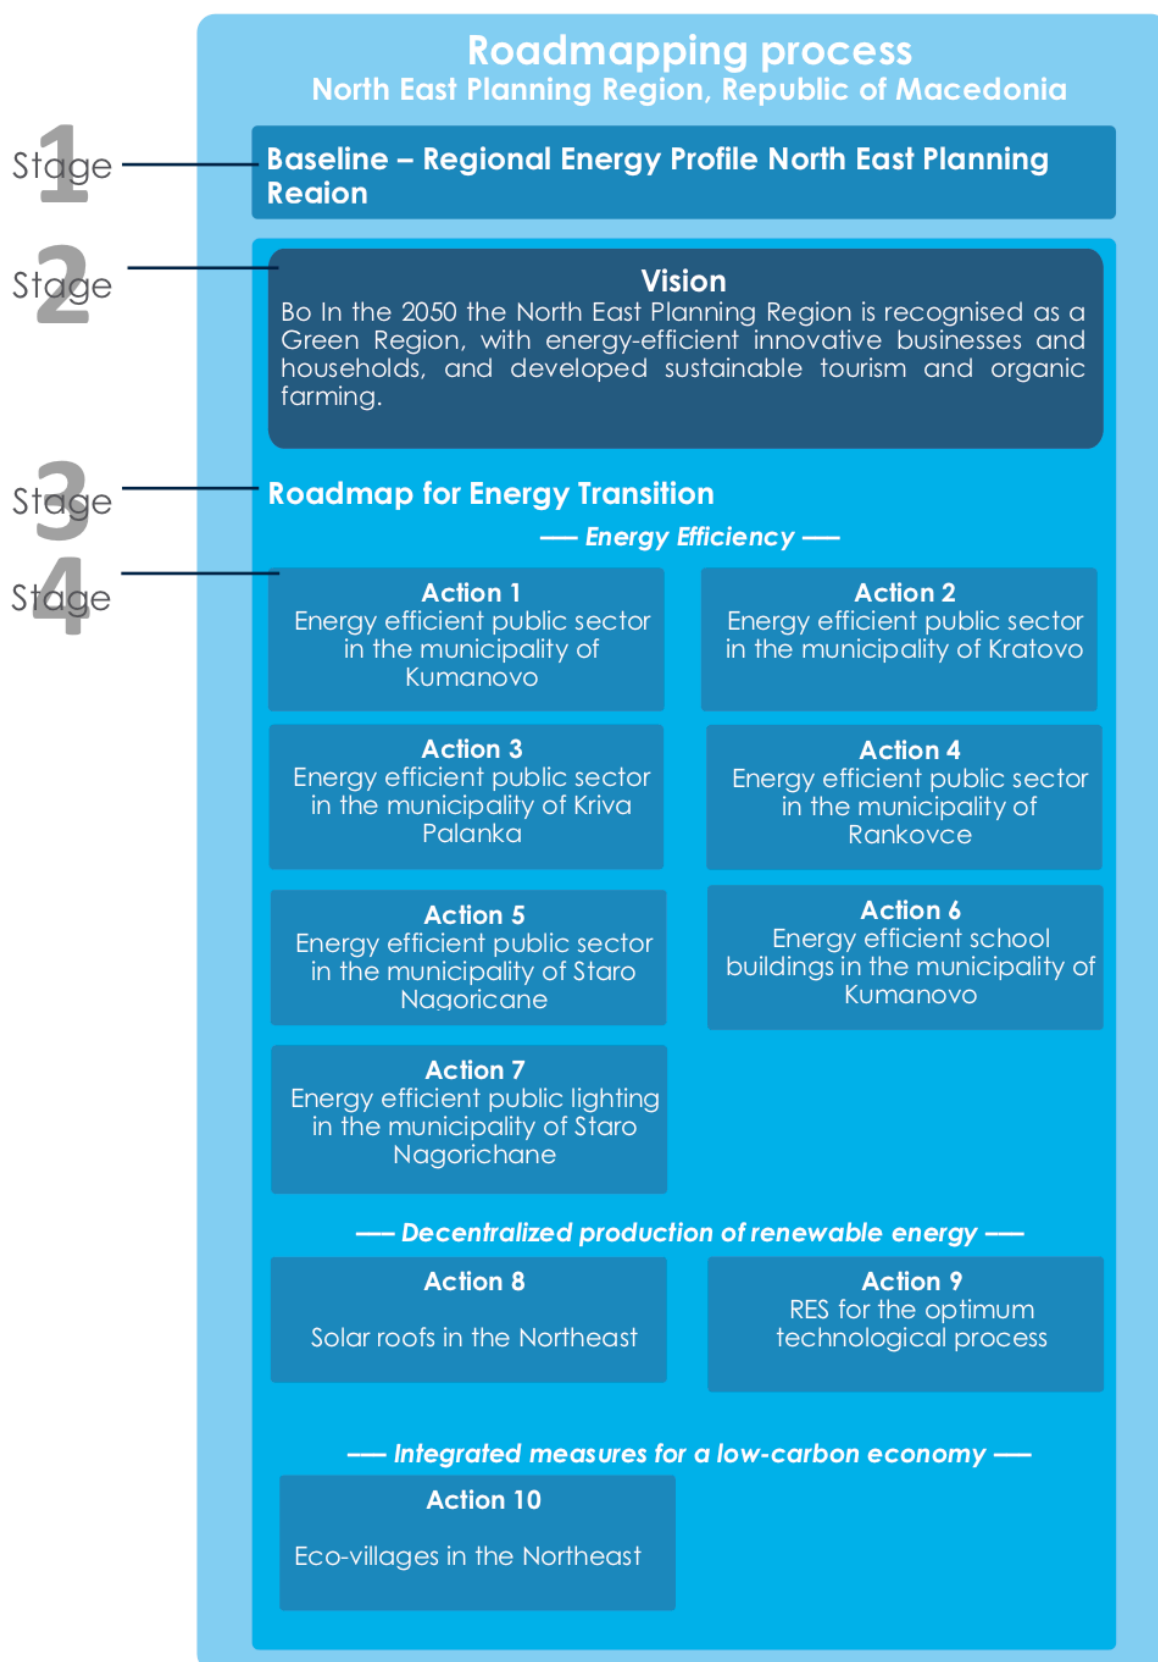 Roadmapping process
North East Planning Region, Republic of Macedonia
Stage 1
Baseline – Regional Energy Profile North East Planning
Region
Stage 2
Vision
Bo In the 2050 the North East Planning Region is recognised as a
Green Region, with energy-efficient innovative businesses and
households, and developed sustainable tourism and organic
farming.
Stage 3
Roadmap for Energy Transition
— Energy Efficiency —
Stage 4
Action 1
Energy efficient public sector
in the municipality of
Kumanovo
Action 2
Energy efficient public sector
in the municipality of Kratovo
Action 3
Energy efficient public sector
in the municipality of Kriva
Palanka
Action 4
Energy efficient public sector
in the municipality of
Rankovce
Action 5
Energy efficient public sector
in the municipality of Staro
Nagoricane
Action 6
Energy efficient school
buildings in the municipality of
Kumanovo
Action 7
Energy efficient public lighting
in the municipality of Staro
Nagorichane
— Decentralized production of renewable energy —
Action 8
Solar roofs in the Northeast
Action 9
RES for the optimum
technological process
— Integrated measures for a low-carbon economy —
Action 10
Eco-villages in the Northeast